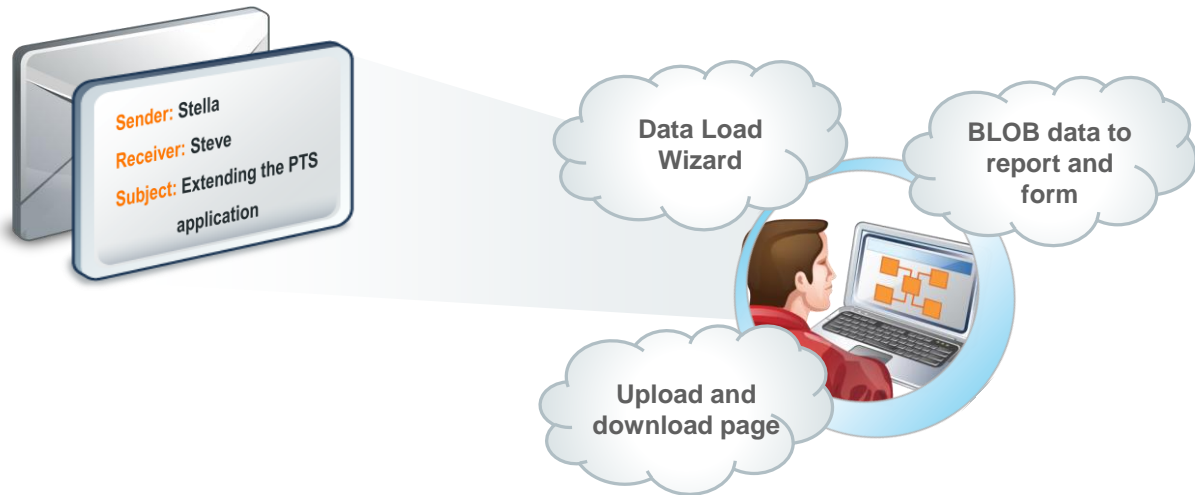 Sender: Stella
Receiver: Steve
Subject: Extending the PTS
application
Data Load
Wizard
BLOB data to
report and
form
Upload and
download page